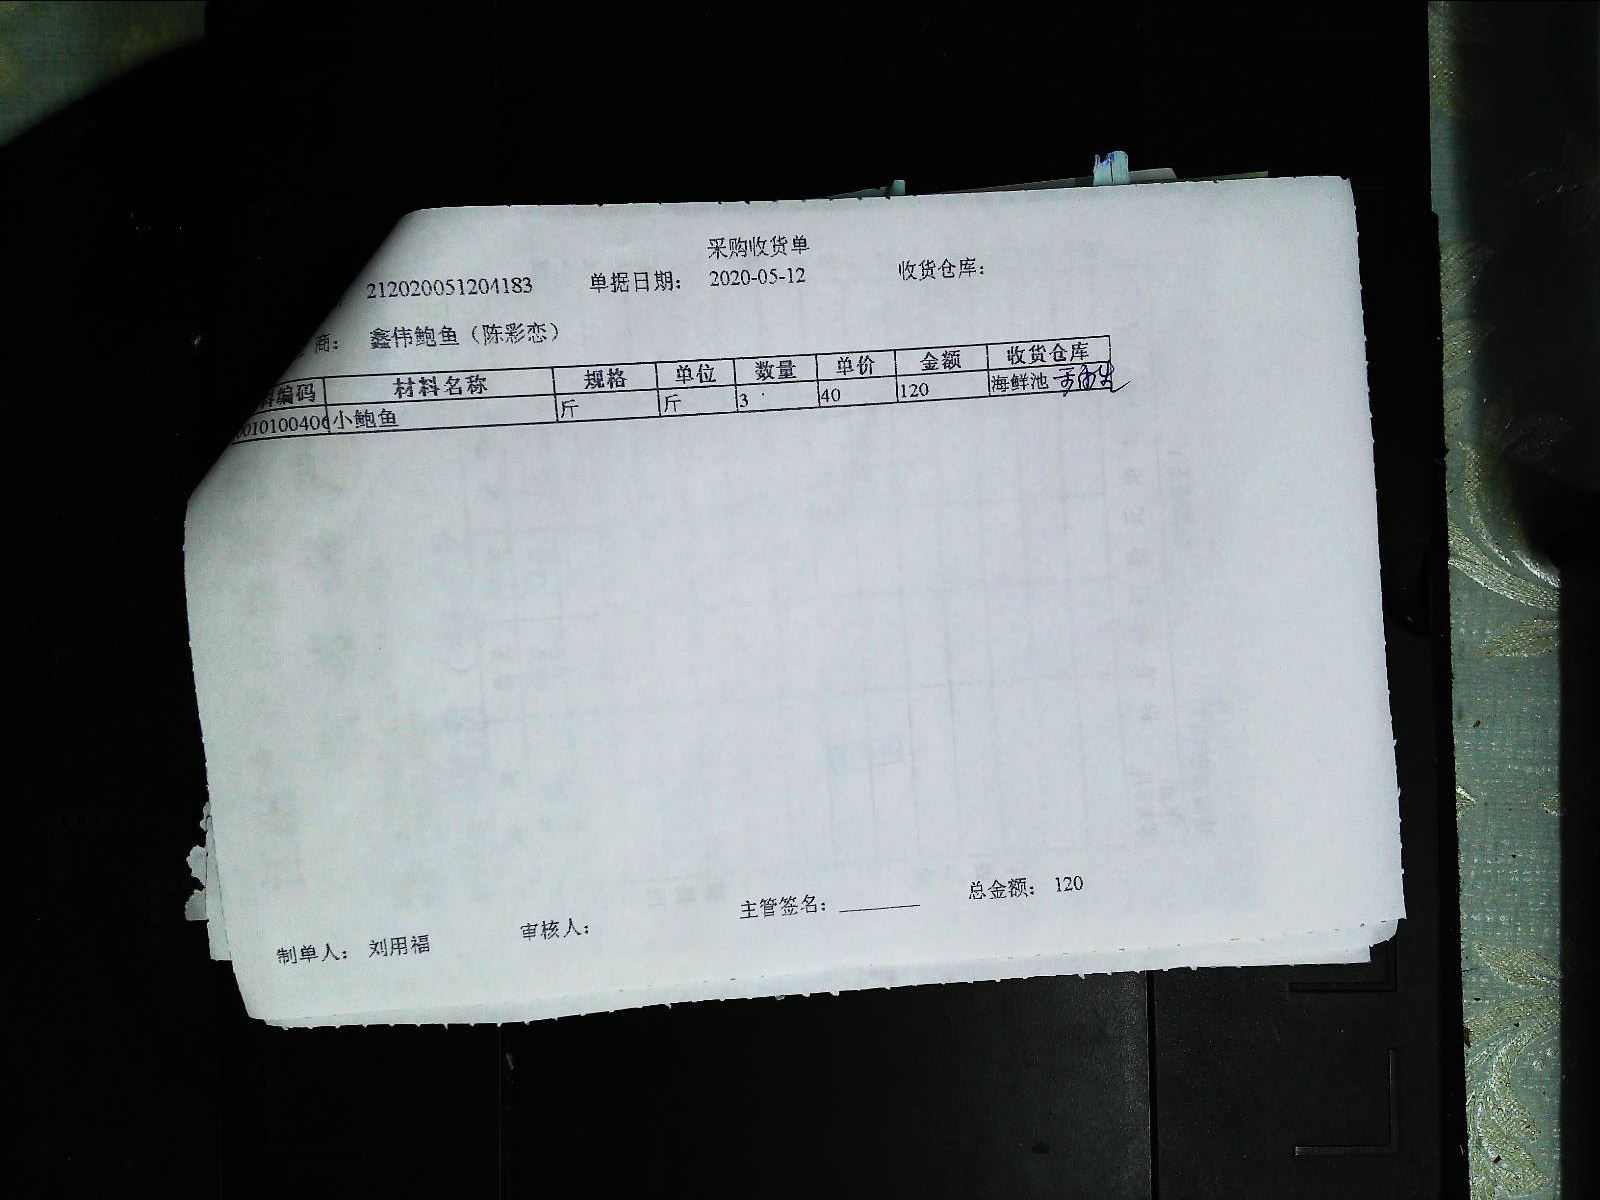 采购收货单
212020051204183 单据日期： 2020-05-12 收货仓库：
商： 鑫伟鲍鱼（陈彩恋）
编码 材料名称 规格 单位 数量 单价 金额 收货仓库
010100406 小鲍鱼 斤 斤 3 40 120 海鲜池
主管签名： 总金额： 120
制单人： 刘用福 审核人：